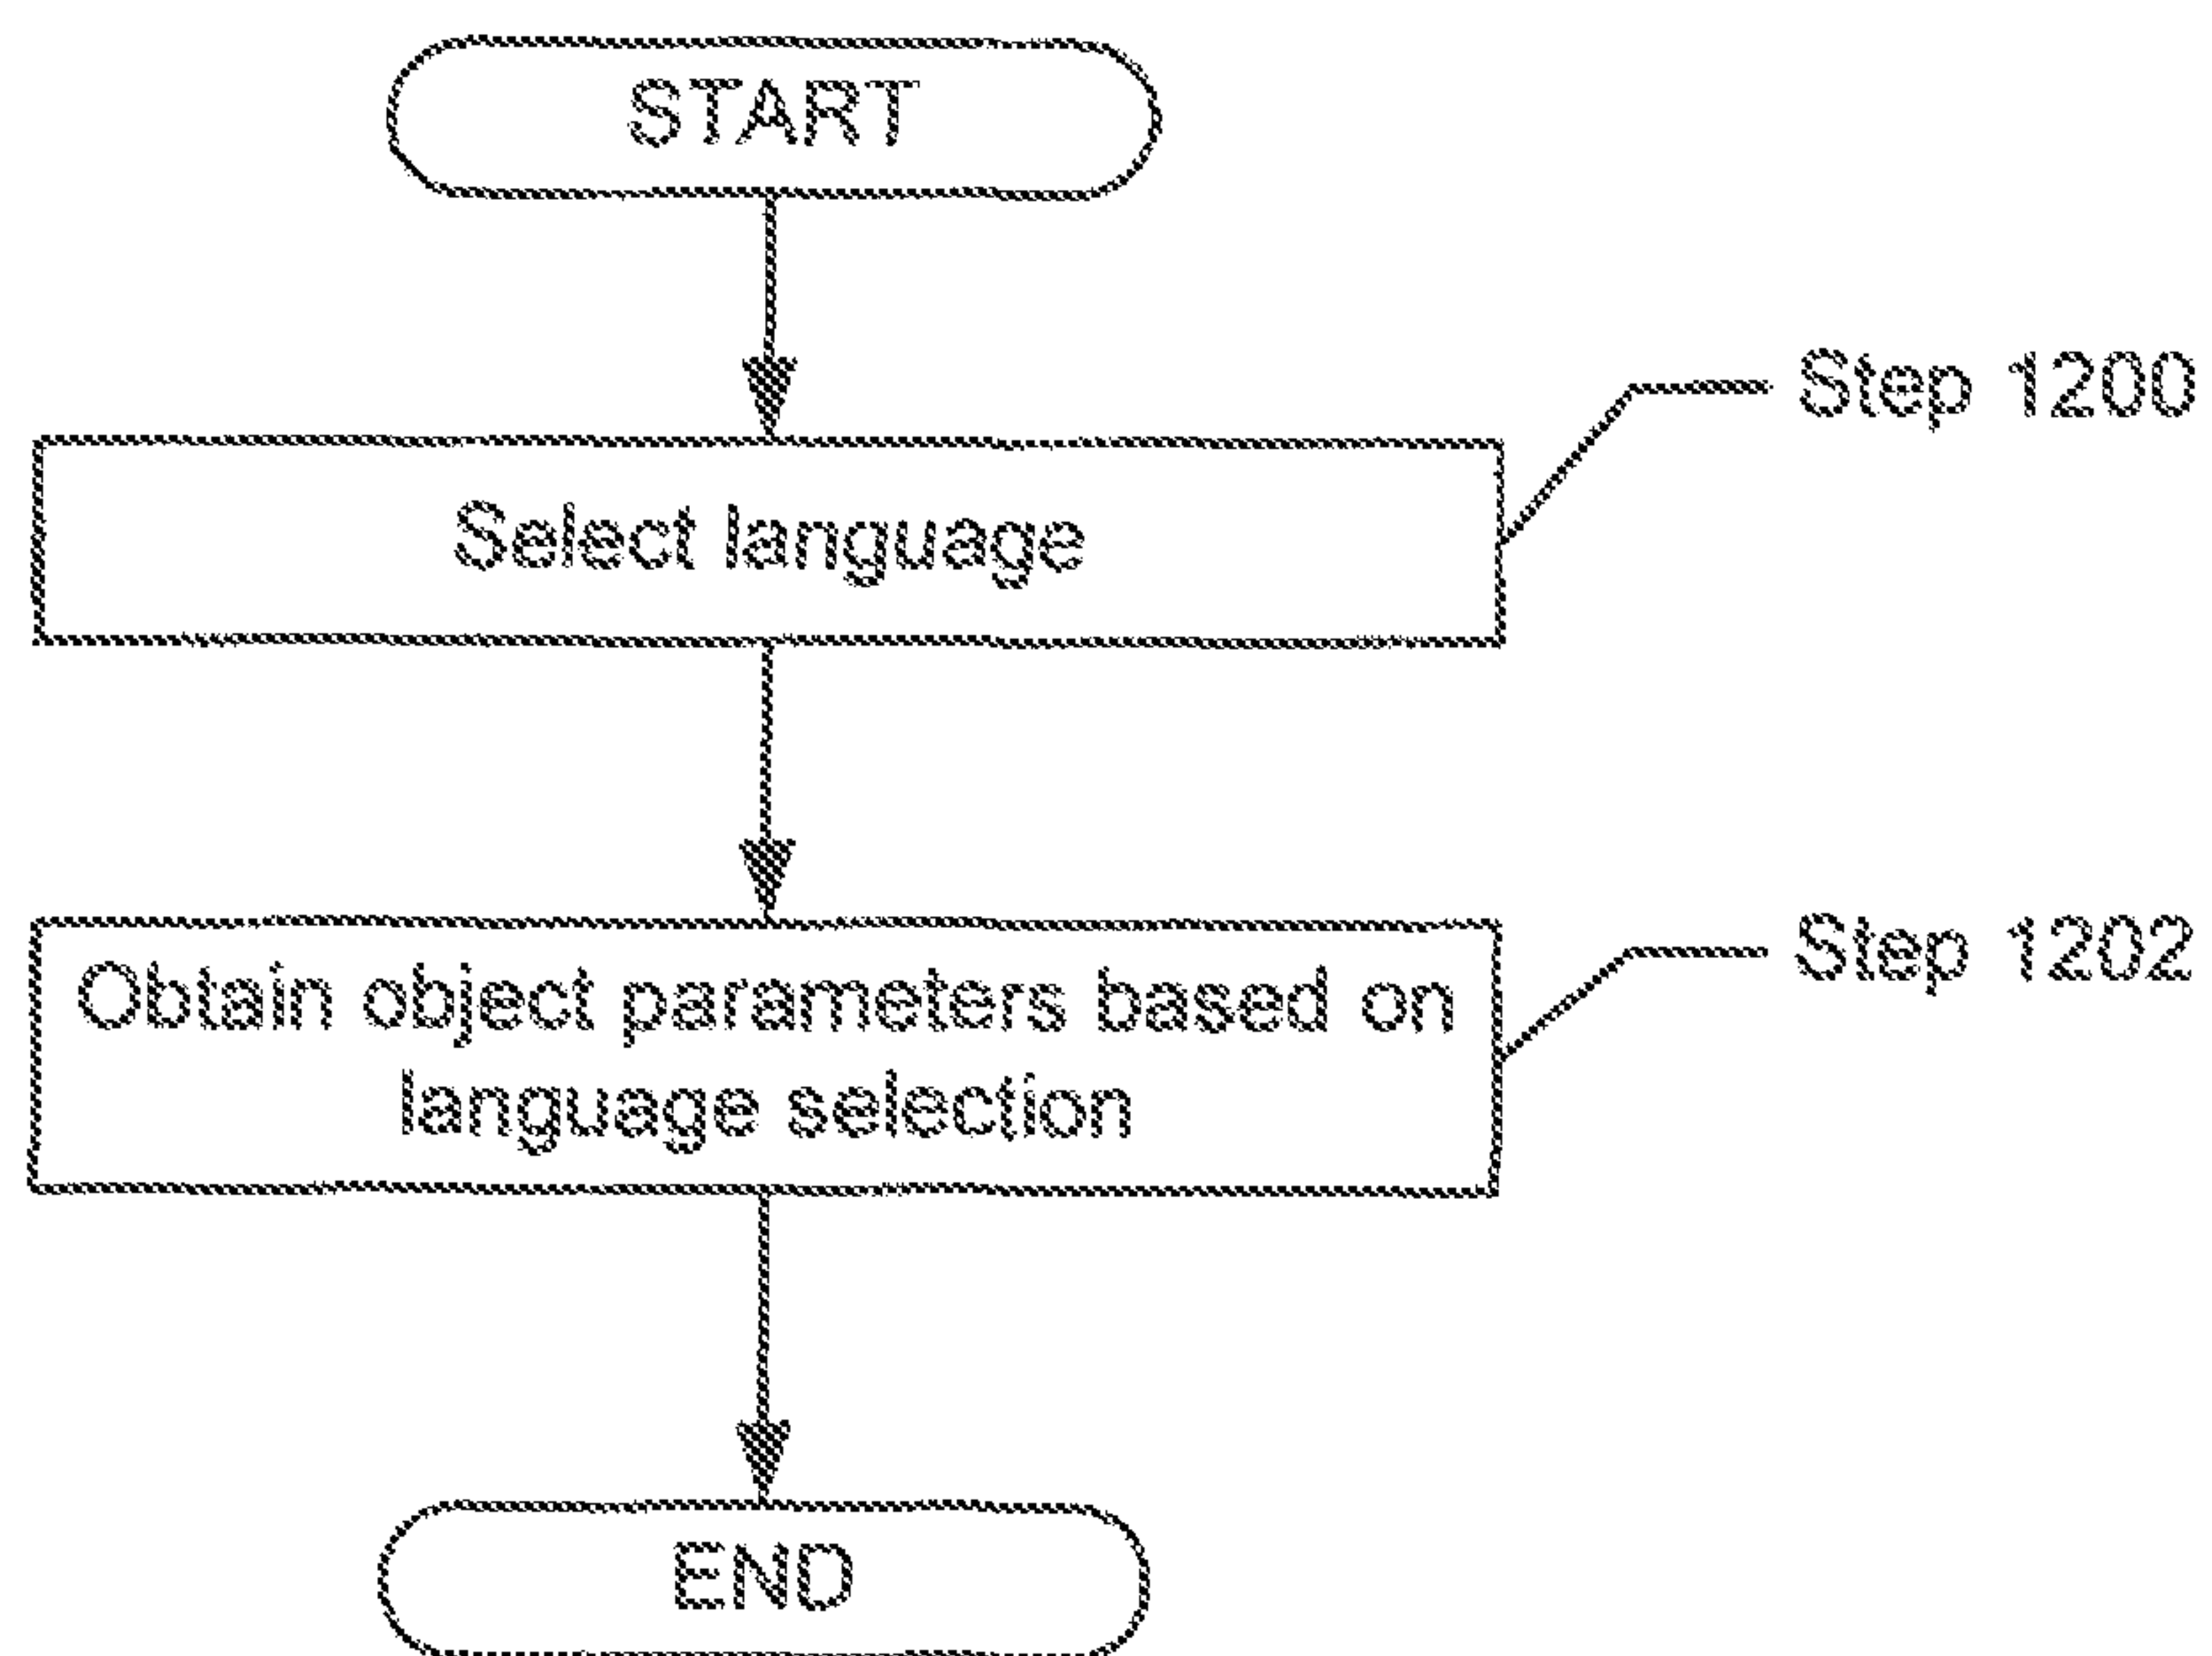 START
Step 1200
Select language
Step 1202
Obtain object parameters based on
language selection
END